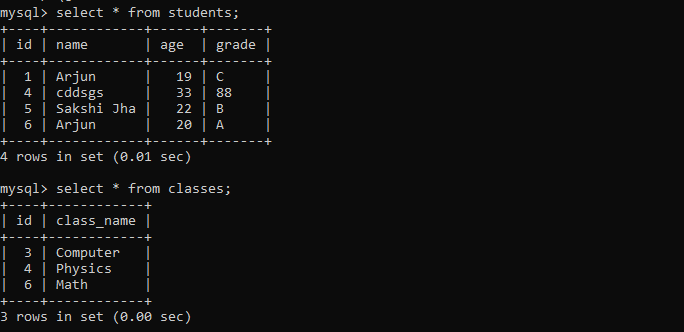 mysql> select * from students;
+----+------------+------+-------+
| id | name       | age  | grade |
+----+------------+------+-------+
|  1 | Arjun      |   19 | C     |
|  4 | cddsgs     |   33 | 88    |
|  5 | Sakshi Jha |   22 | B     |
|  6 | Arjun      |   20 | A     |
+----+------------+------+-------+
4 rows in set (0.01 sec)
mysql> select * from classes;
+----+------------+
| id | class_name |
+----+------------+
|  3 | Computer   |
|  4 | Physics    |
|  6 | Math       |
+----+------------+
3 rows in set (0.00 sec)